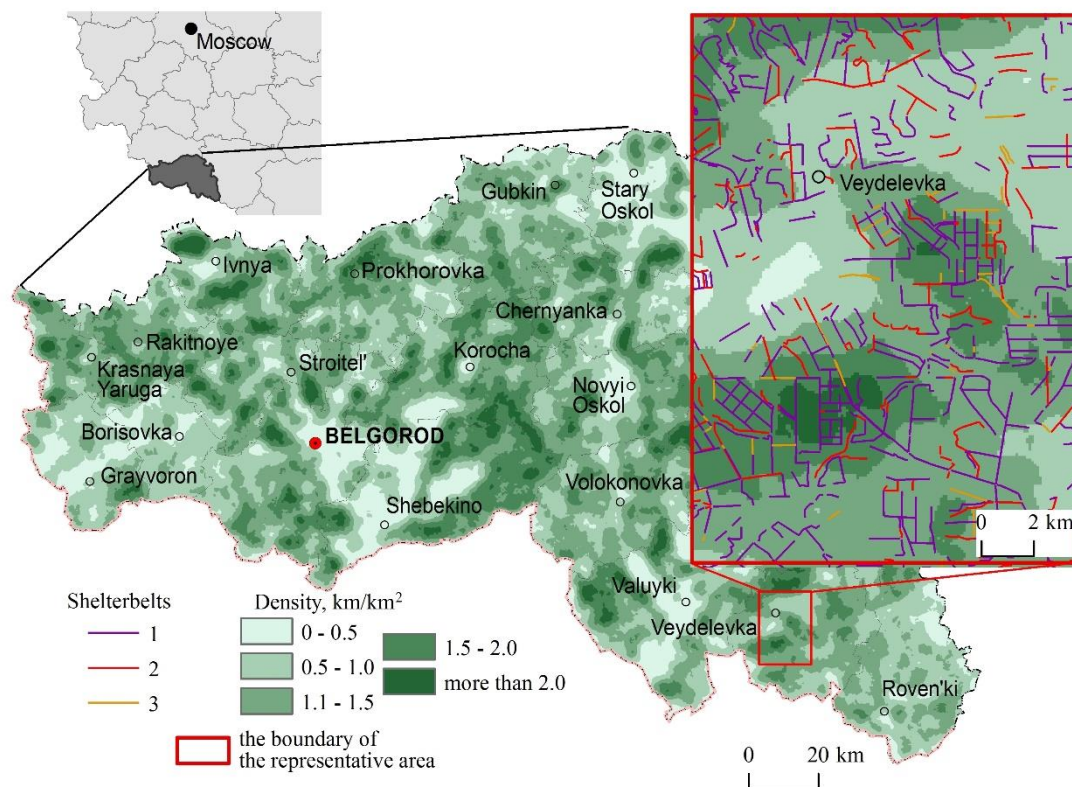 Moscow
Veydelevka
0 2 km
Gubkin
Stary
Oskol
Ivnya
Prokhorovka
Chernyanka
Rakitnoye
Krasnaya
Yaruga
Stroitel'
Korocha
Novyi
Oskol
Borisovka
BELGOROD
Grayvoron
Volokonovka
Shebekino
Valuyki
Veydelevka
Roven'ki
Shelterbelts
1
2
3
Density, km/km²
0 - 0.5
0.5 - 1.0
1.1 - 1.5
1.5 - 2.0
more than 2.0
the boundary of
the representative area
0 20 km